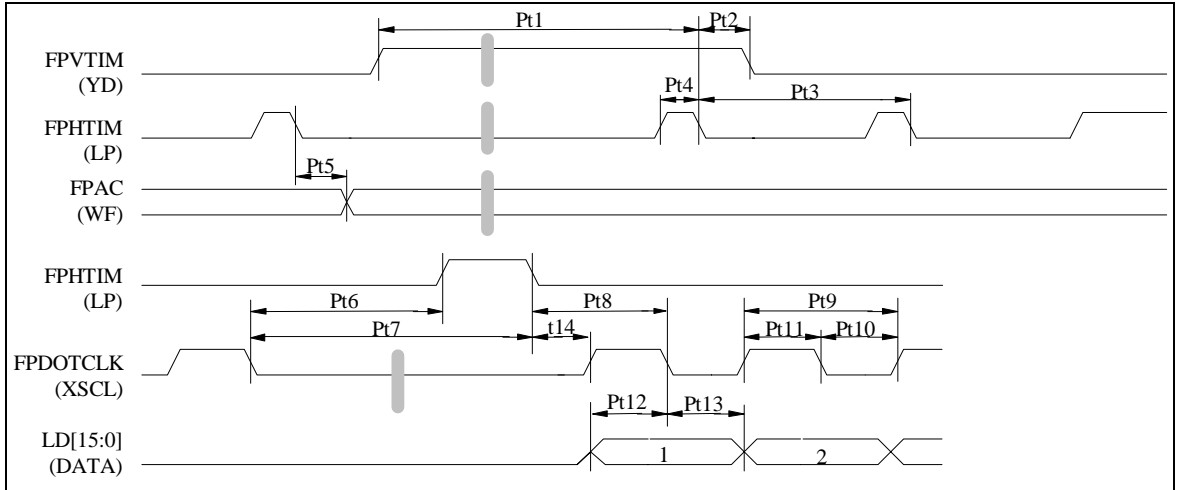 Pt1
Pt2
FPVTIM
(YD)
Pt4
Pt3
FPHTIM
(LP)
Pt5
FPAC
(WF)
FPHTIM
(LP)
Pt6
Pt8
Pt9
Pt7
t14
Pt11
Pt10
FPDOTCLK
(XSCL)
Pt12
Pt13
LD[15:0]
(DATA)
1
2